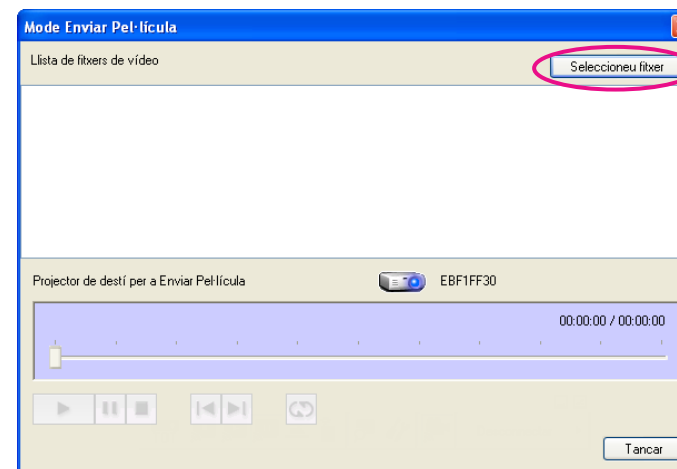 Mode Enviar Pel·lícula
Llista de fitxers de vídeo
Seleccioneu fitxer
Projector de destí per a Enviar Pel·lícula
EBF1FF30
00:00:00 / 00:00:00
Tancar